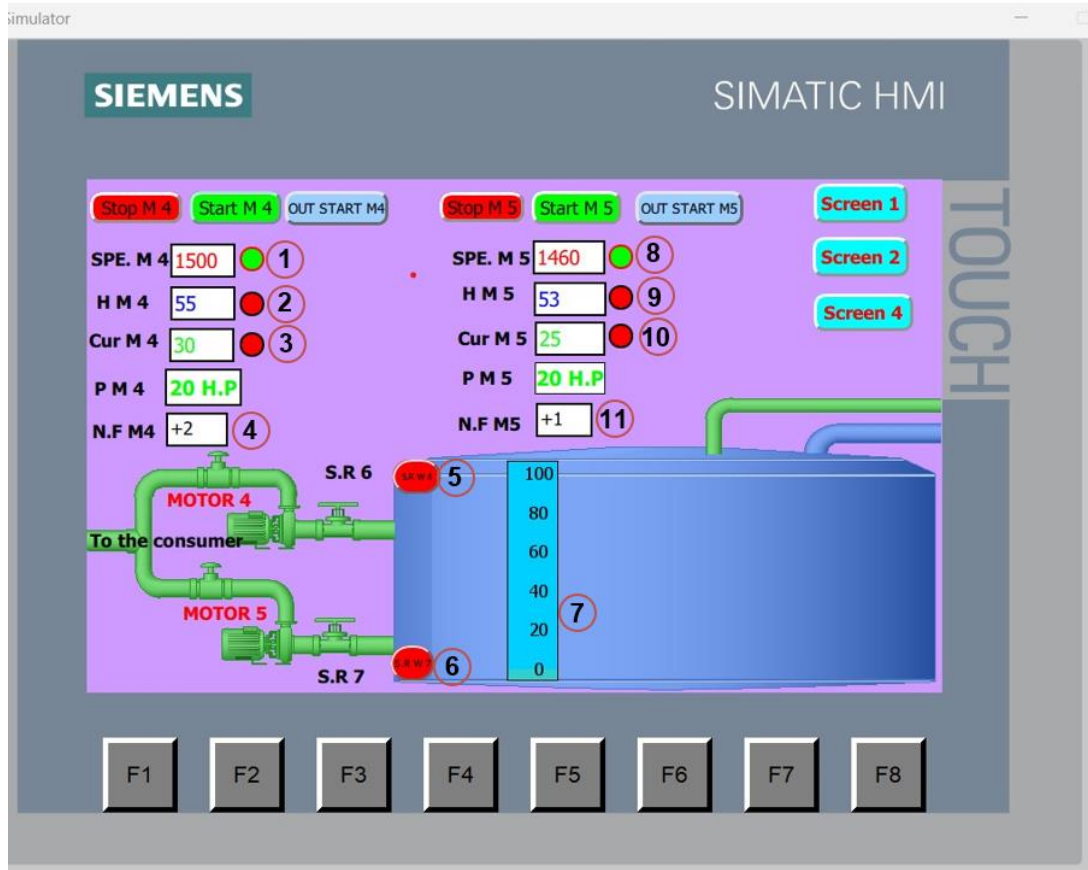 Simulator
SIEMENS
SIMATIC HMI
TOUCH
Stop M 4 Start M 4 OUT START M4 Stop M 5 Start M 5 OUT START M5 Screen 1
SPE. M 4 1500 1 SPE. M 5 1460 8 Screen 2
H M 4 55 2 H M 5 53 9 Screen 4
Cur M 4 30 3 Cur M 5 25 10
P M 4 20 H.P P M 5 20 H.P
N.F M4 +2 4 N.F M5 +1 11
S.R 6 S.R W 6 5 100
MOTOR 4 80
To the consumer 60
40
MOTOR 5 20 7
S.R 7 S.R W 7 6 0
F1 F2 F3 F4 F5 F6 F7 F8